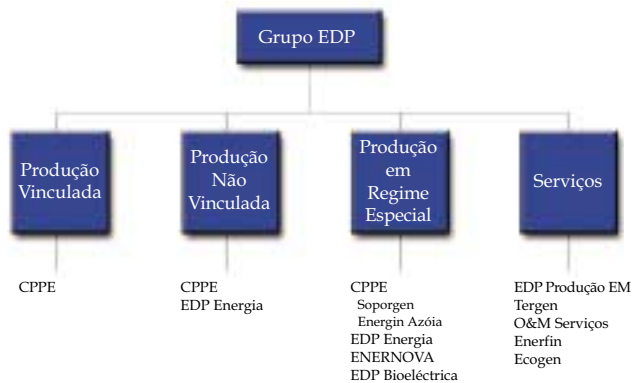 Grupo EDP
Produção
Vinculada
Produção
Não
Vinculada
Produção
em
Regime
Especial
Serviços
CPPE
CPPE
EDP Energia
CPPE
Soporgen
Energin Azóia
EDP Energia
ENERNOVA
EDP Bioeléctrica
EDP Produção EM
Tergen
O&M Serviços
Enerfin
Ecogen